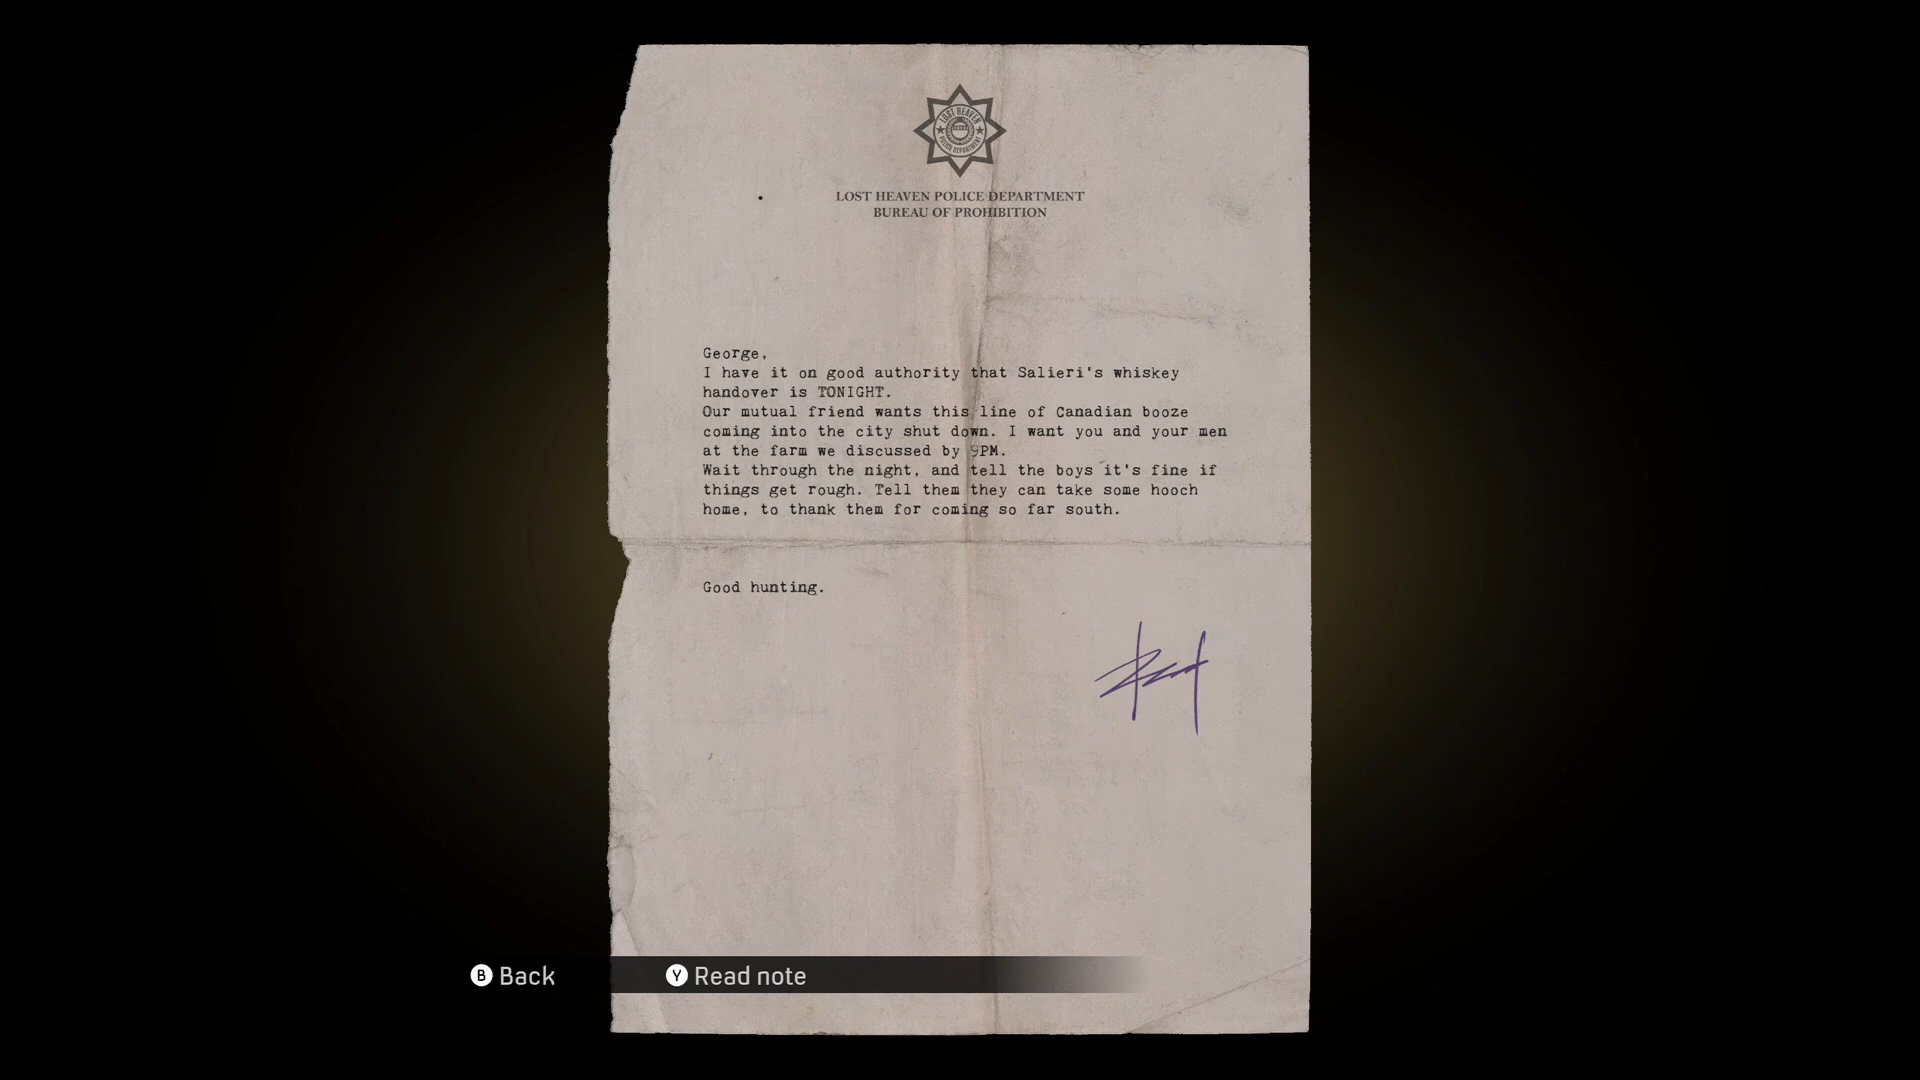 LOST HEAVEN
POLICE DEPARTMENT
LOST HEAVEN POLICE DEPARTMENT
BUREAU OF PROHIBITION
George,
I have it on good authority that Salieri's whiskey
handover is TONIGHT.
Our mutual friend wants this line of Canadian booze
coming into the city shut down. I want you and your men
at the farm we discussed by 9PM.
Wait through the night, and tell the boys it's fine if
things get rough. Tell them they can take some hooch
home, to thank them for coming so far south.
Good hunting.
B Back
Y Read note